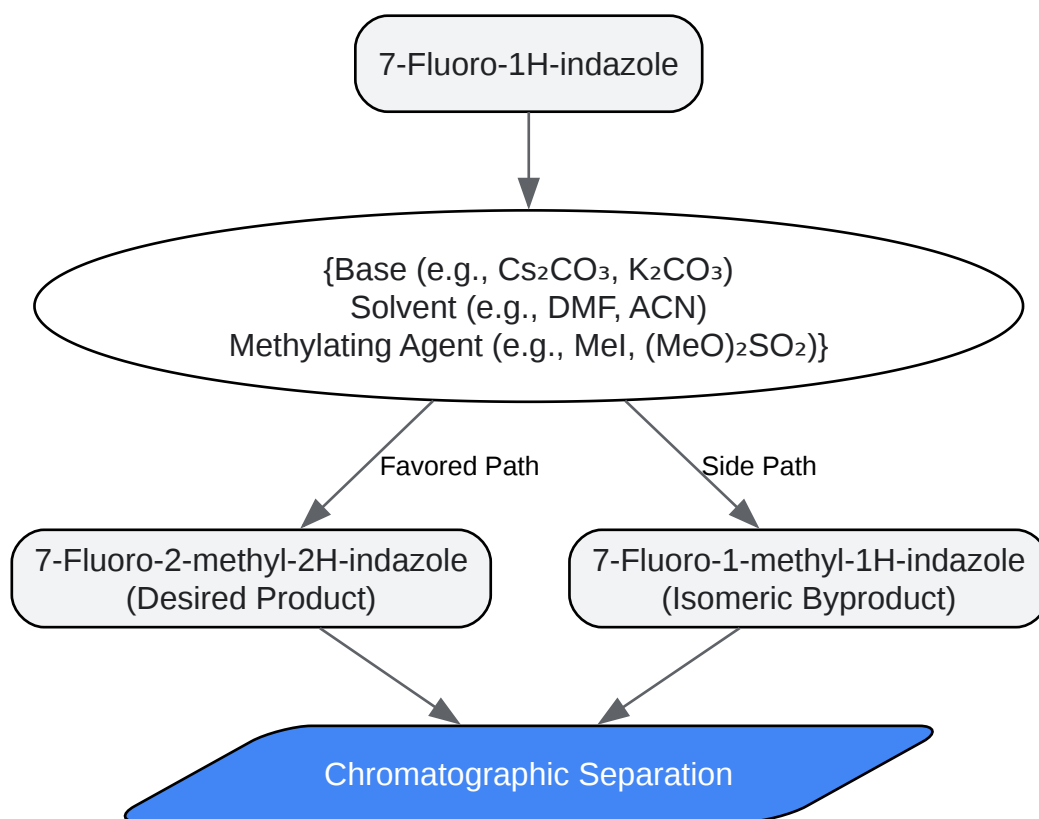 7-Fluoro-1H-indazole
{Base (e.g., Cs₂CO₃, K₂CO₃)
Solvent (e.g., DMF, ACN)
Methylating Agent (e.g., MeI, (MeO)₂SO₂)}
Favored Path
Side Path
7-Fluoro-2-methyl-2H-indazole
(Desired Product)
7-Fluoro-1-methyl-1H-indazole
(Isomeric Byproduct)
Chromatographic Separation